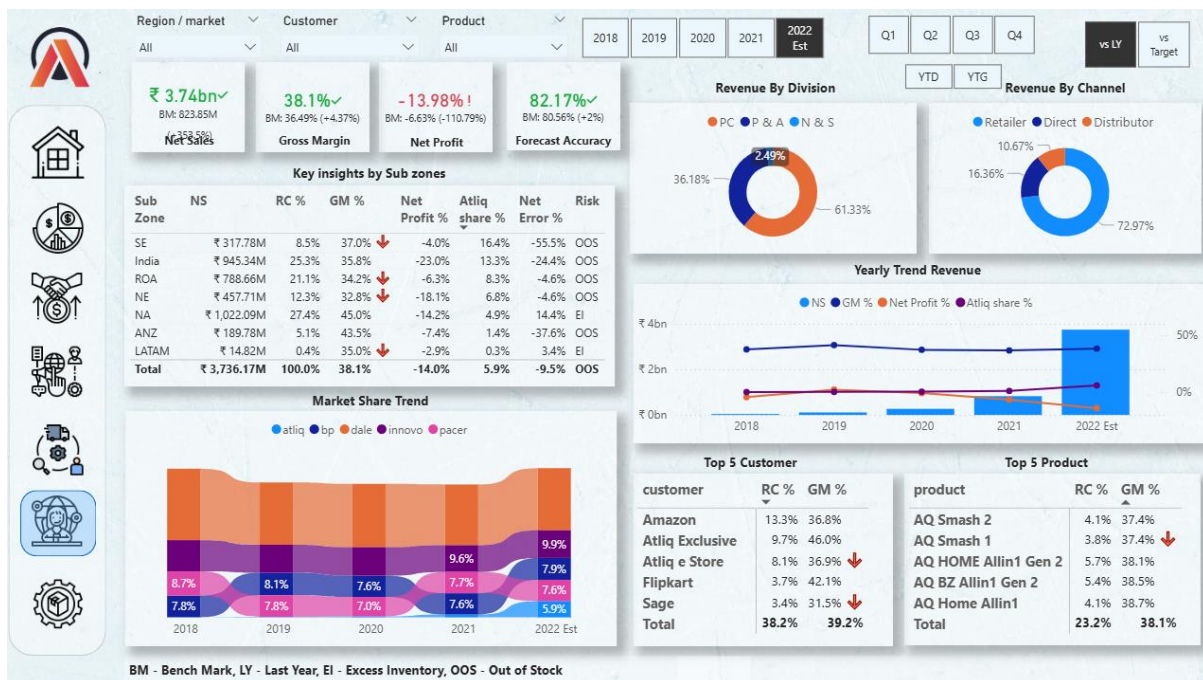 Region / market Customer Product
All All All
2018 2019 2020 2021 2022 Est
Q1 Q2 Q3 Q4
YTD YTG
vs LY vs Target
₹ 3.74bn
BM: 823.85M
(+353.5%)
Net Sales
38.1%
BM: 36.49% (+4.37%)
Gross Margin
-13.98% !
BM: -6.63% (-110.79%)
Net Profit
82.17%
BM: 80.56% (+2%)
Forecast Accuracy
Revenue By Division
PC P & A N & S
2.49%
36.18%
61.33%
Revenue By Channel
Retailer Direct Distributor
10.67%
16.36%
72.97%
Key insights by Sub zones
Sub Zone NS RC % GM % Net Profit % Atliq share % Net Error % Risk
SE ₹ 317.78M 8.5% 37.0% -4.0% 16.4% -55.5% OOS
India ₹ 945.34M 25.3% 35.8% -23.0% 13.3% -24.4% OOS
ROA ₹ 788.66M 21.1% 34.2% -6.3% 8.3% -4.6% OOS
NE ₹ 457.71M 12.3% 32.8% -18.1% 6.8% -4.6% OOS
NA ₹ 1,022.09M 27.4% 45.0% -14.2% 4.9% 14.4% EI
ANZ ₹ 189.78M 5.1% 43.5% -7.4% 1.4% -37.6% OOS
LATAM ₹ 14.82M 0.4% 35.0% -2.9% 0.3% 3.4% EI
Total ₹ 3,736.17M 100.0% 38.1% -14.0% 5.9% -9.5% OOS
Yearly Trend Revenue
NS GM % Net Profit % Atliq share %
₹ 4bn 50%
₹ 2bn
₹ 0bn 0%
2018 2019 2020 2021 2022 Est
Market Share Trend
atliq bp dale innovo pacer
9.9%
9.6% 7.9%
8.7% 8.1% 7.6% 7.7% 7.6%
7.8% 7.8% 7.0% 7.6% 5.9%
2018 2019 2020 2021 2022 Est
Top 5 Customer
customer RC % GM %
Amazon 13.3% 36.8%
Atliq Exclusive 9.7% 46.0%
Atliq e Store 8.1% 36.9%
Flipkart 3.7% 42.1%
Sage 3.4% 31.5%
Total 38.2% 39.2%
Top 5 Product
product RC % GM %
AQ Smash 2 4.1% 37.4%
AQ Smash 1 3.8% 37.4%
AQ HOME Allin1 Gen 2 5.7% 38.1%
AQ BZ Allin1 Gen 2 5.4% 38.5%
AQ Home Allin1 4.1% 38.7%
Total 23.2% 38.1%
BM - Bench Mark, LY - Last Year, EI - Excess Inventory, OOS - Out of Stock